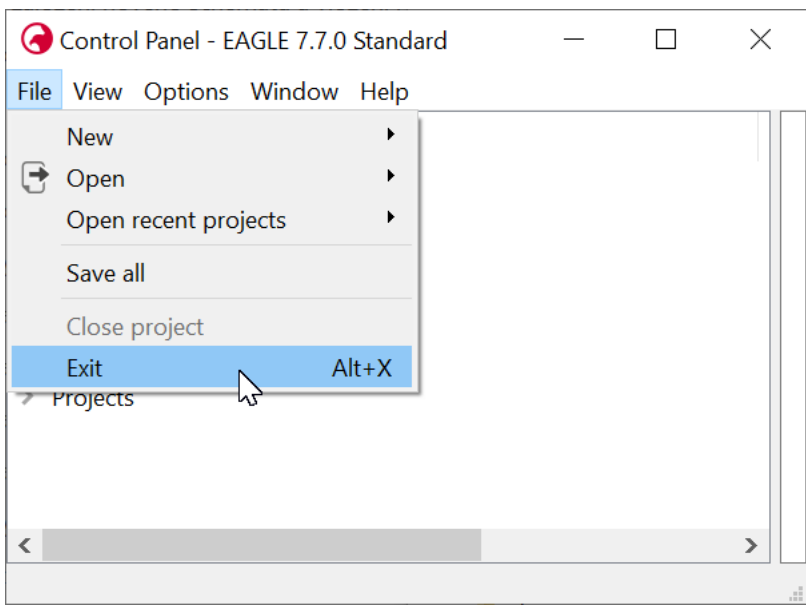 Control Panel - EAGLE 7.7.0 Standard
File View Options Window Help
New
Open
Open recent projects
Save all
Close project
Exit Alt+X
Projects